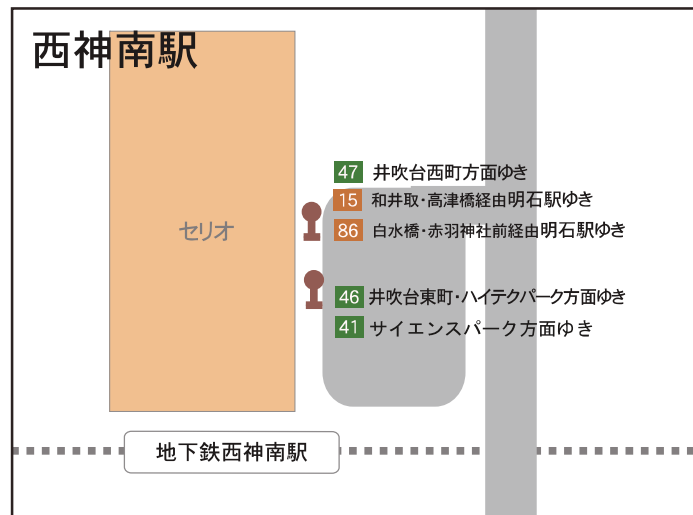 西神南駅
47 井吹台西町方面ゆき
15 和井取・高津橋経由明石駅ゆき
86 白水橋・赤羽神社前経由明石駅ゆき
セリオ
46 井吹台東町・ハイテクパーク方面ゆき
41 サイエンスパーク方面ゆき
地下鉄西神南駅